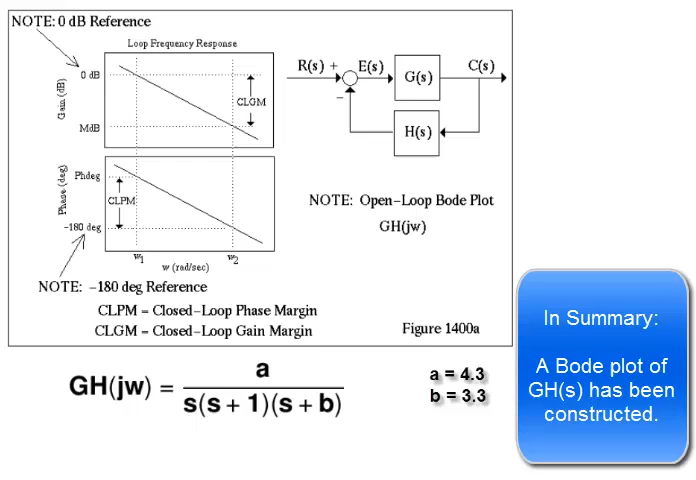 NOTE: 0 dB Reference
Loop Frequency Response
0 dB
Gain (dB)
CLGM
MdB
Phdeg
Phase (deg)
CLPM
-180 deg
w1
w2
w (rad/sec)
R(s) +
E(s)
G(s)
C(s)
−
H(s)
NOTE: Open-Loop Bode Plot
GH(jw)
NOTE: -180 deg Reference
CLPM = Closed-Loop Phase Margin
CLGM = Closed-Loop Gain Margin
Figure 1400a
GH(jw) = a / s(s + 1)(s + b)
a = 4.3
b = 3.3
In Summary:
A Bode plot of
GH(s) has been
constructed.